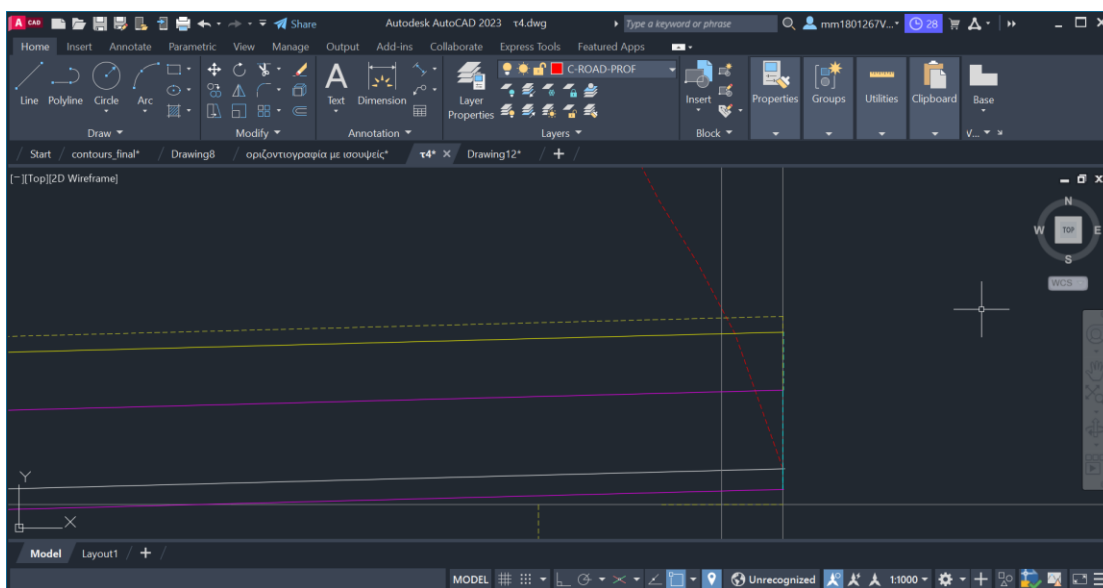 A CAD Share Autodesk AutoCAD 2023 τ4.dwg Type a keyword or phrase mm1801267V... 28
Home Insert Annotate Parametric View Manage Output Add-ins Collaborate Express Tools Featured Apps
C-ROAD-PROF
Line Polyline Circle Arc Text Dimension Layer Properties Insert Properties Groups Utilities Clipboard Base
Draw Modify Annotation Layers Block V...
Start contours_final* Drawing8 οριζοντιογραφία με ισουψείς* τ4* Drawing12*
[−][Top][2D Wireframe]
N
W TOP E
S
WCS
Y
X
Model Layout1
MODEL Unrecognized 1:1000